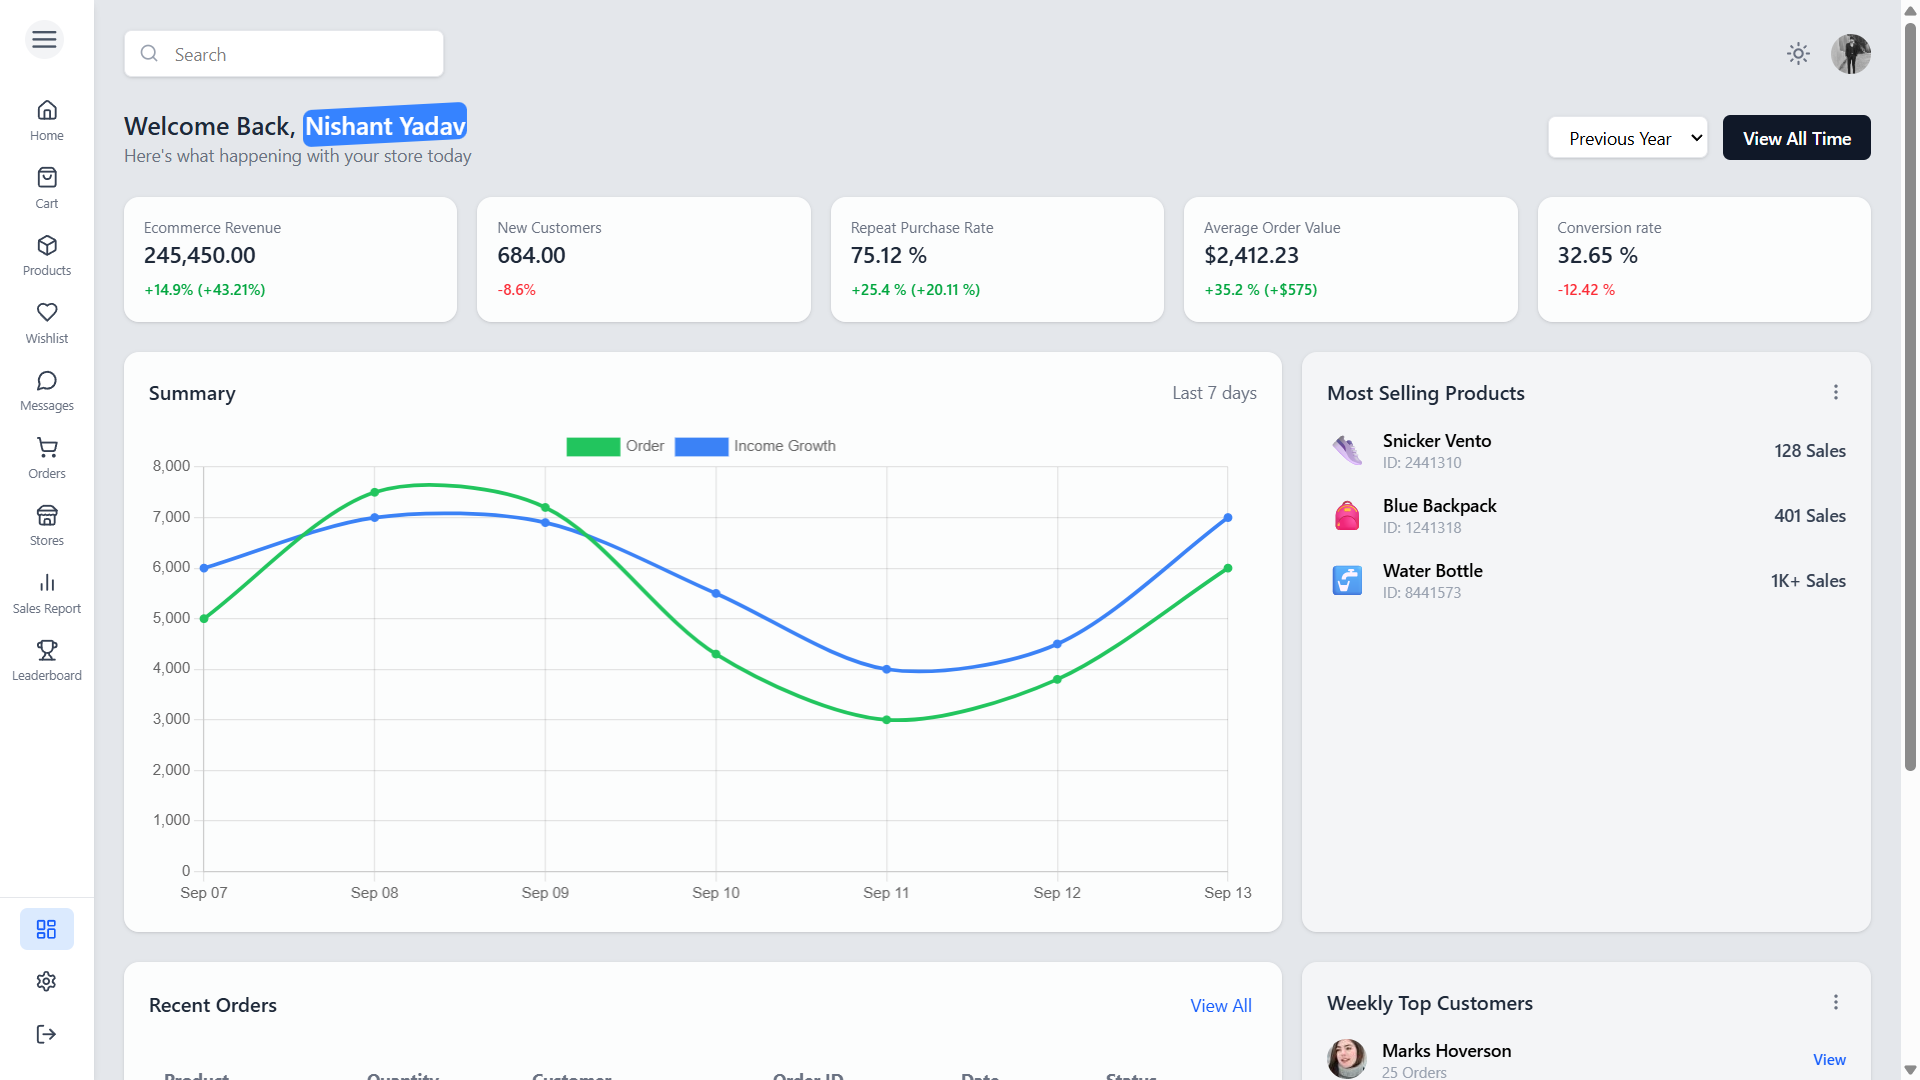 Search
Welcome Back, Nishant Yadav
Here's what happening with your store today
Previous Year
View All Time
Home
Cart
Products
Wishlist
Messages
Orders
Stores
Sales Report
Leaderboard
Ecommerce Revenue
245,450.00
+14.9% (+43.21%)
New Customers
684.00
-8.6%
Repeat Purchase Rate
75.12 %
+25.4 % (+20.11 %)
Average Order Value
$2,412.23
+35.2 % (+$575)
Conversion rate
32.65 %
-12.42 %
Summary
Last 7 days
Order
Income Growth
8,000
7,000
6,000
5,000
4,000
3,000
2,000
1,000
0
Sep 07
Sep 08
Sep 09
Sep 10
Sep 11
Sep 12
Sep 13
Most Selling Products
Snicker Vento
ID: 2441310
128 Sales
Blue Backpack
ID: 1241318
401 Sales
Water Bottle
ID: 8441573
1K+ Sales
Recent Orders
View All
Product
Quantity
Customer
Order ID
Date
Status
Weekly Top Customers
Marks Hoverson
25 Orders
View